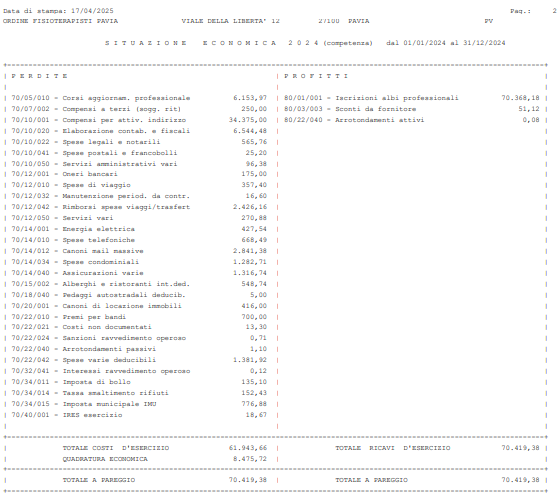 Data di stampa: 17/04/2025 Pag.: 2
ORDINE FISIOTERAPISTI PAVIA VIALE DELLA LIBERTA' 12 27100 PAVIA PV
S I T U A Z I O N E E C O N O M I C A 2 0 2 4 (competenza) dal 01/01/2024 al 31/12/2024
P E R D I T E P R O F I T T I
70/05/010 - Corsi aggiornam. professionale 6.153,97 80/01/001 - Iscrizioni albi professionali 70.368,18
70/07/002 - Compensi a terzi (sogg. rit) 250,00 80/03/003 - Sconti da fornitore 51,12
70/10/001 - Compensi per attiv. indirizzo 34.375,00 80/22/040 - Arrotondamenti attivi 0,08
70/10/020 - Elaborazione contab. e fiscali 6.544,48
70/10/022 - Spese legali e notarili 565,76
70/10/041 - Spese postali e francobolli 25,20
70/10/050 - Servizi amministrativi vari 96,38
70/12/001 - Oneri bancari 175,00
70/12/010 - Spese di viaggio 357,40
70/12/032 - Manutenzione period. da contr. 16,60
70/12/042 - Rimborsi spese viaggi/trasfert 2.426,16
70/12/050 - Servizi vari 270,88
70/14/001 - Energia elettrica 427,54
70/14/010 - Spese telefoniche 668,49
70/14/012 - Canoni mail massive 2.841,38
70/14/034 - Spese condominiali 1.282,71
70/14/040 - Assicurazioni varie 1.316,74
70/15/002 - Alberghi e ristoranti int.ded. 548,74
70/18/040 - Pedaggi autostradali deducib. 5,00
70/20/001 - Canoni di locazione immobili 416,00
70/22/010 - Premi per bandi 700,00
70/22/021 - Costi non documentati 13,30
70/22/024 - Sanzioni ravvedimento operoso 0,71
70/22/040 - Arrotondamenti passivi 1,10
70/22/042 - Spese varie deducibili 1.381,92
70/32/041 - Interessi ravvedimento operoso 0,12
70/34/011 - Imposta di bollo 135,10
70/34/014 - Tassa smaltimento rifiuti 152,43
70/34/015 - Imposta municipale IMU 776,88
70/40/001 - IRES esercizio 18,67
TOTALE COSTI D'ESERCIZIO 61.943,66 TOTALE RICAVI D'ESERCIZIO 70.419,38
QUADRATURA ECONOMICA 8.475,72
TOTALE A PAREGGIO 70.419,38 TOTALE A PAREGGIO 70.419,38